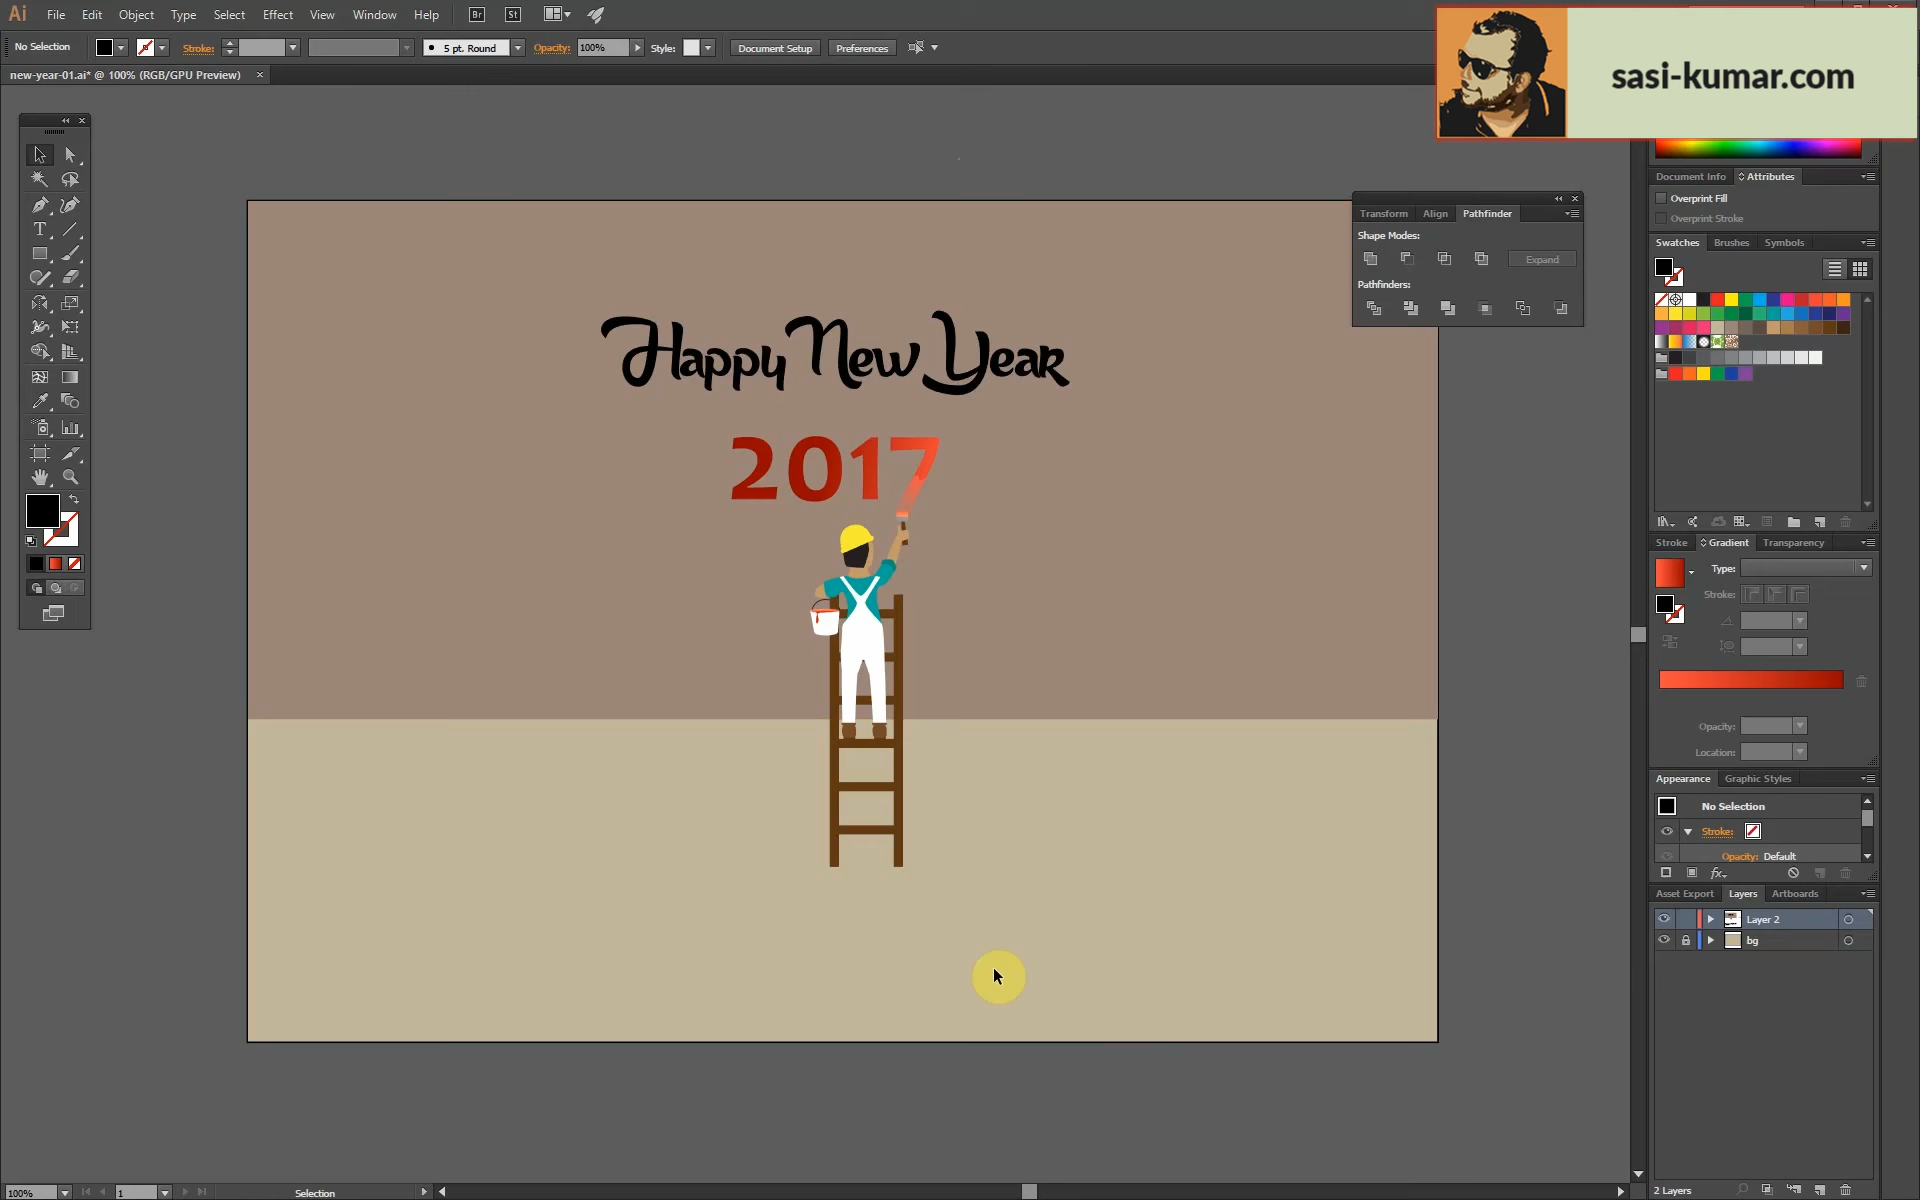 Ai File Edit Object Type Select Effect View Window Help Br St
No Selection Stroke: 5 pt. Round Opacity: 100% Style: Document Setup Preferences
new-year-01.ai* @ 100% (RGB/GPU Preview)
sasi-kumar.com
Document Info Attributes
Overprint Fill
Overprint Stroke
Transform Align Pathfinder
Shape Modes:
Expand
Pathfinders:
Swatches Brushes Symbols
Happy New Year
2017
Stroke Gradient Transparency
Type:
Stroke:
Opacity:
Location:
Appearance Graphic Styles
No Selection
Stroke:
Opacity: Default
fx
Asset Export Layers Artboards
Layer 2
bg
100% 1 Selection 2 Layers